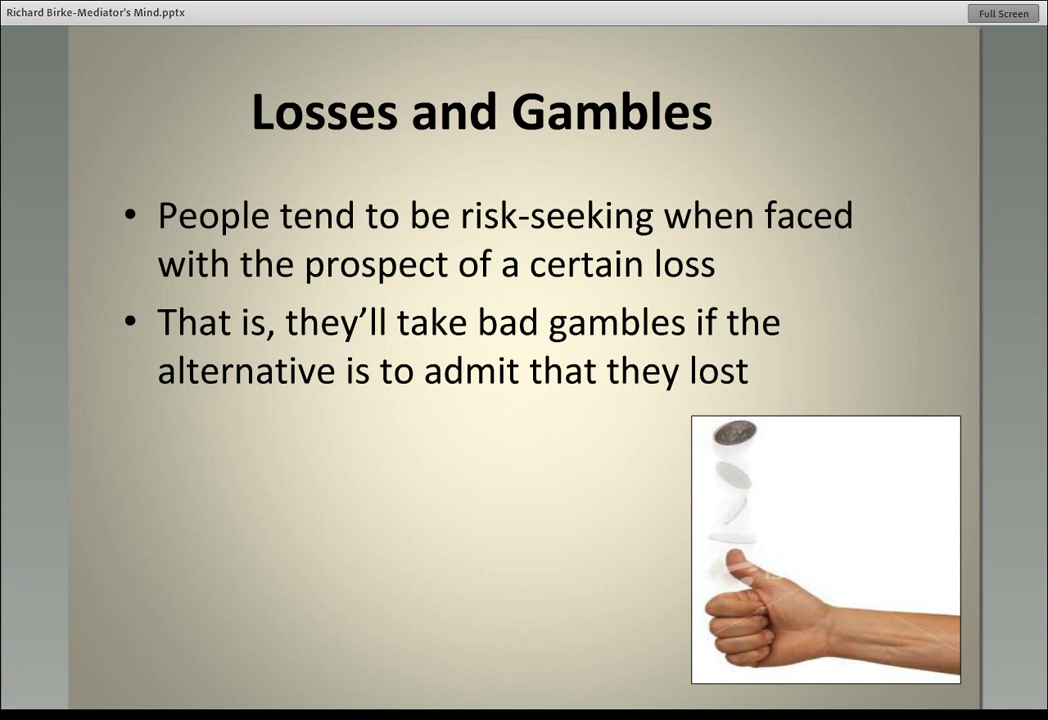 Richard Birke-Mediator's Mind.pptx
Full Screen
Losses and Gambles
• People tend to be risk-seeking when faced
with the prospect of a certain loss
• That is, they’ll take bad gambles if the
alternative is to admit that they lost